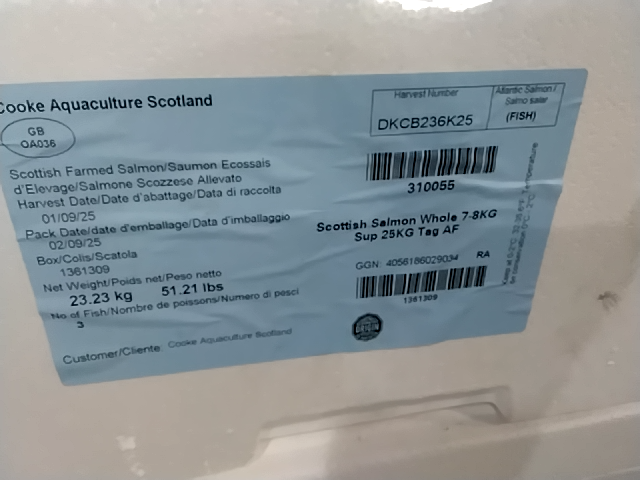 Cooke Aquaculture Scotland
GB
OA036
Harvest Number
DKCB236K25
Atlantic Salmon /
Salmo salar
(FISH)
Scottish Farmed Salmon/Saumon Ecossais
d'Elevage/Salmone Scozzese Allevato
Harvest Date/Date d'abattage/Data di raccolta
01/09/25
Pack Date/date d'emballage/Data d'imballagio
02/09/25
Box/Colis/Scatola
1361309
Net Weight/Poids net/Peso netto
23.23 kg 51.21 lbs
No of Fish/Nombre de poissons/Numero di pesci
3
Customer/Cliente: Cooke Aquaculture Scotland
310055
Scottish Salmon Whole 7-8KG
Sup 25KG Tag AF
GGN: 4056186029034 RA
1361309
ORIGIN